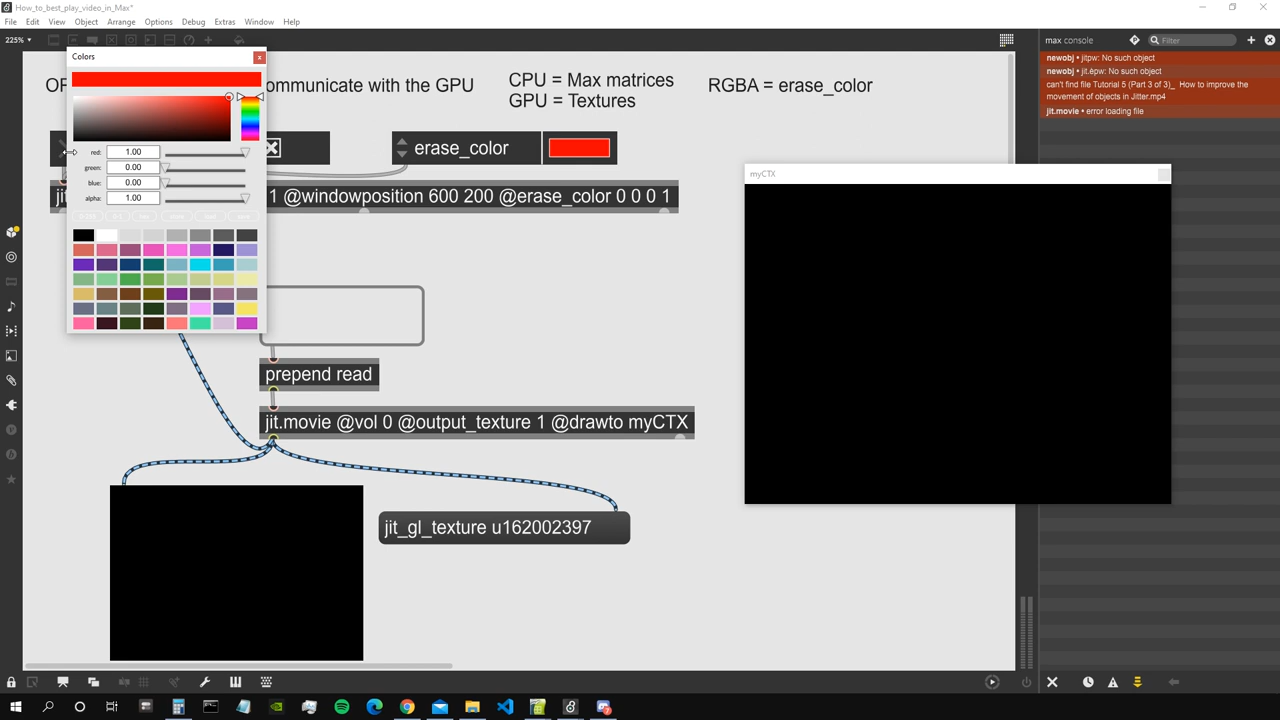 How_to_best_play_video_in_Max*
File Edit View Object Arrange Options Debug Extras Window Help
225%
Colors
ommunicate with the GPU
CPU = Max matrices
GPU = Textures
RGBA = erase_color
red: 1.00
green: 0.00
blue: 0.00
alpha: 1.00
erase_color
1 @windowposition 600 200 @erase_color 0 0 0 1
prepend read
jit.movie @vol 0 @output_texture 1 @drawto myCTX
jit_gl_texture u162002397
myCTX
max console
Filter
newobj • jitpw: No such object
newobj • jit.epw: No such object
can't find file Tutorial 5 (Part 3 of 3)_ How to improve the
movement of objects in Jitter.mp4
jit.movie • error loading file